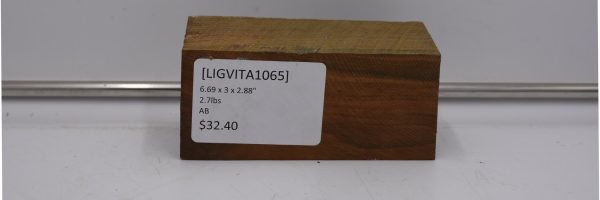 [LIGVITA1065]
6.69 x 3 x 2.88"
2.7lbs
AB
$32.40